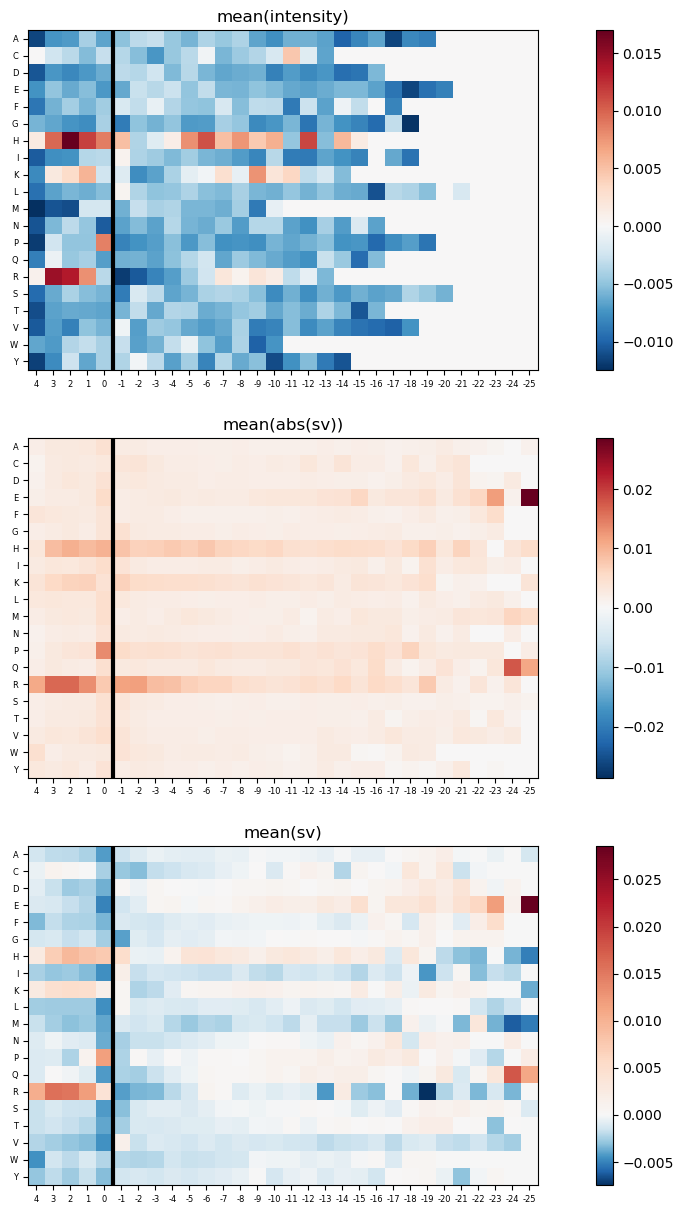 mean(intensity)
A
C
D
E
F
G
H
I
K
L
M
N
P
Q
R
S
T
V
W
Y
4 3 2 1 0 -1 -2 -3 -4 -5 -6 -7 -8 -9 -10 -11 -12 -13 -14 -15 -16 -17 -18 -19 -20 -21 -22 -23 -24 -25
0.015
0.010
0.005
0.000
−0.005
−0.010
mean(abs(sv))
A
C
D
E
F
G
H
I
K
L
M
N
P
Q
R
S
T
V
W
Y
4 3 2 1 0 -1 -2 -3 -4 -5 -6 -7 -8 -9 -10 -11 -12 -13 -14 -15 -16 -17 -18 -19 -20 -21 -22 -23 -24 -25
0.02
0.01
0.00
−0.01
−0.02
mean(sv)
A
C
D
E
F
G
H
I
K
L
M
N
P
Q
R
S
T
V
W
Y
4 3 2 1 0 -1 -2 -3 -4 -5 -6 -7 -8 -9 -10 -11 -12 -13 -14 -15 -16 -17 -18 -19 -20 -21 -22 -23 -24 -25
0.025
0.020
0.015
0.010
0.005
0.000
−0.005